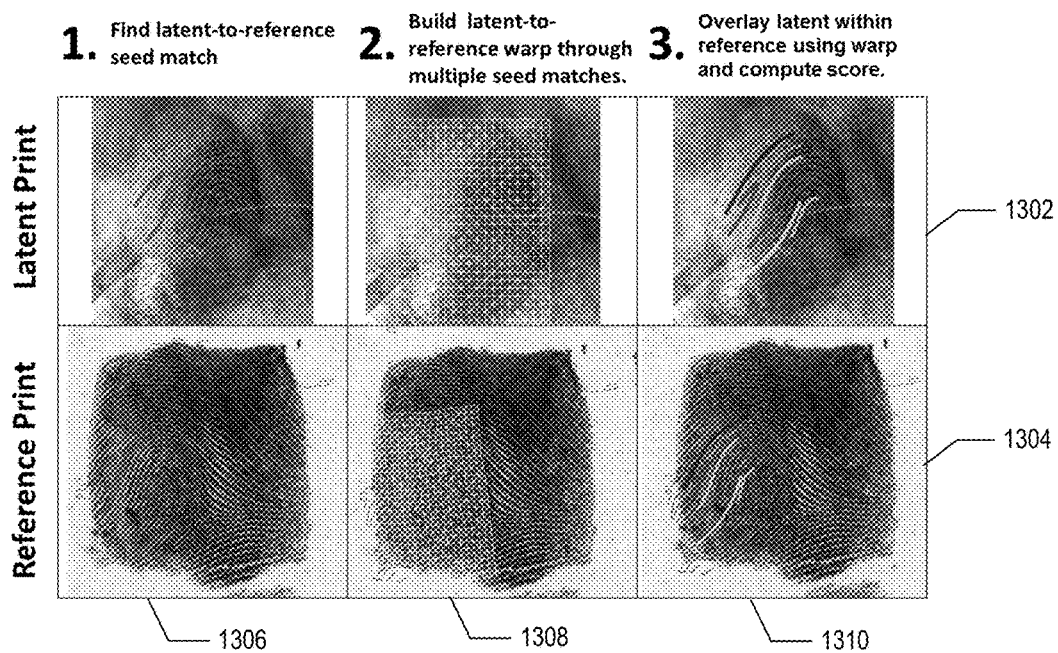 1. Find latent-to-reference
seed match
2. Build latent-to-
reference warp through
multiple seed matches.
3. Overlay latent within
reference using warp
and compute score.
Latent Print
1302
Reference Print
1304
1306
1308
1310